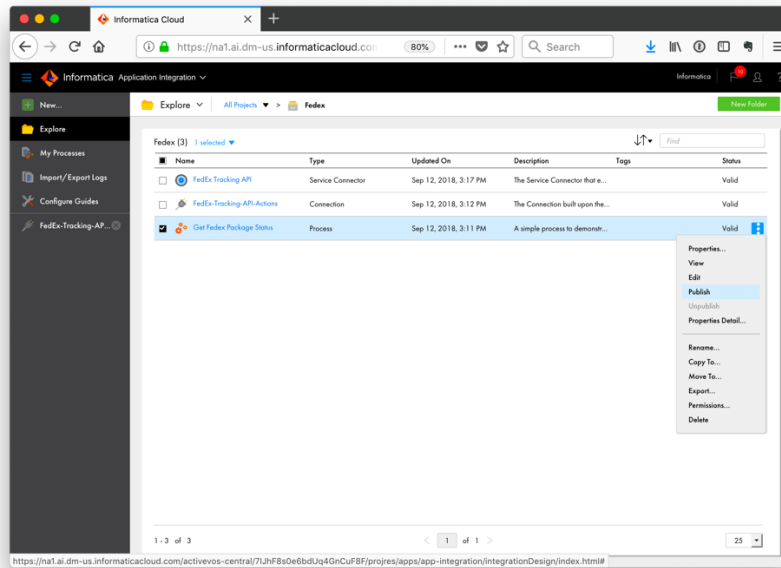 Informatica Cloud
https://na1.ai.dm-us.informaticacloud.con
80%
Search
Informatica Application Integration
Informatica
New...
Explore
My Processes
Import/Export Logs
Configure Guides
FedEx-Tracking-AP...
Explore
All Projects
>
Fedex
New Folder
Fedex (3)
1 selected
Find
Name Type Updated On Description Tags Status
FedEx Tracking API Service Connector Sep 12, 2018, 3:17 PM The Service Connector that e... Valid
FedEx-Tracking-API-Actions Connection Sep 12, 2018, 3:12 PM The Connection built upon the... Valid
Get Fedex Package Status Process Sep 12, 2018, 3:11 PM A simple process to demonstr... Valid
Properties...
View
Edit
Publish
Unpublish
Properties Detail...
Rename...
Copy To...
Move To...
Export...
Permissions...
Delete
1 - 3 of 3
< 1 of 1 >
25
https://na1.ai.dm-us.informaticacloud.com/activevos-central/7IJhF8s0e6bdUq4GnCuF8F/projres/apps/app-integration/integrationDesign/index.html#